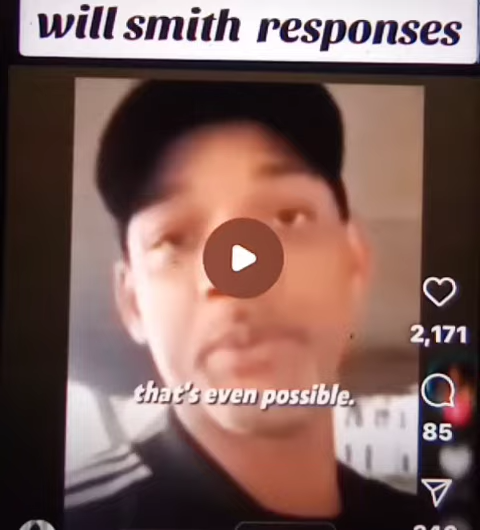 will smith responses
that's even possible.
2,171
85